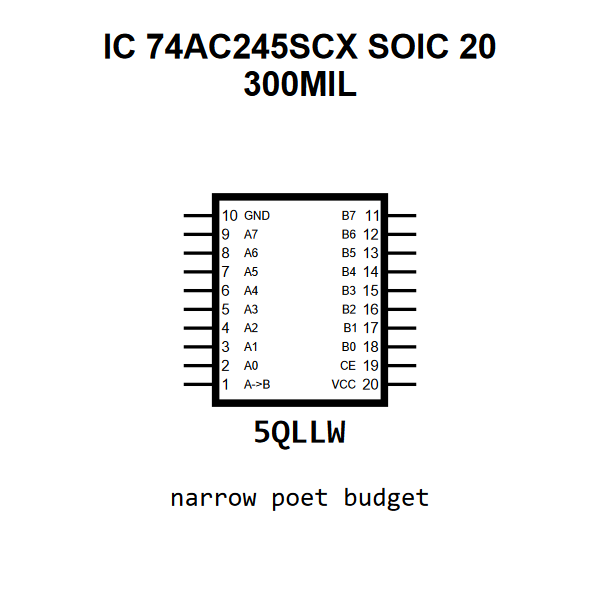 IC 74AC245SCX SOIC 20
300MIL
10 GND B7 11
9 A7 B6 12
8 A6 B5 13
7 A5 B4 14
6 A4 B3 15
5 A3 B2 16
4 A2 B1 17
3 A1 B0 18
2 A0 CE 19
1 A->B VCC 20
5QLLW
narrow poet budget